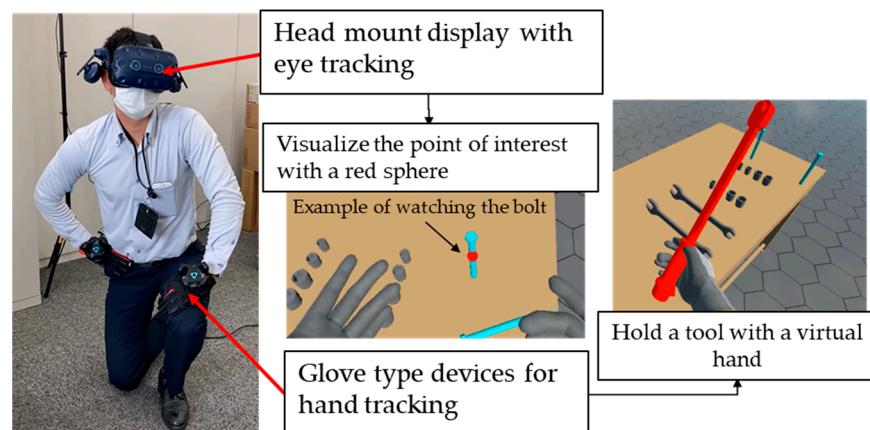 Head mount display with
eye tracking
Visualize the point of interest
with a red sphere
Example of watching the bolt
Hold a tool with a virtual
hand
Glove type devices for
hand tracking